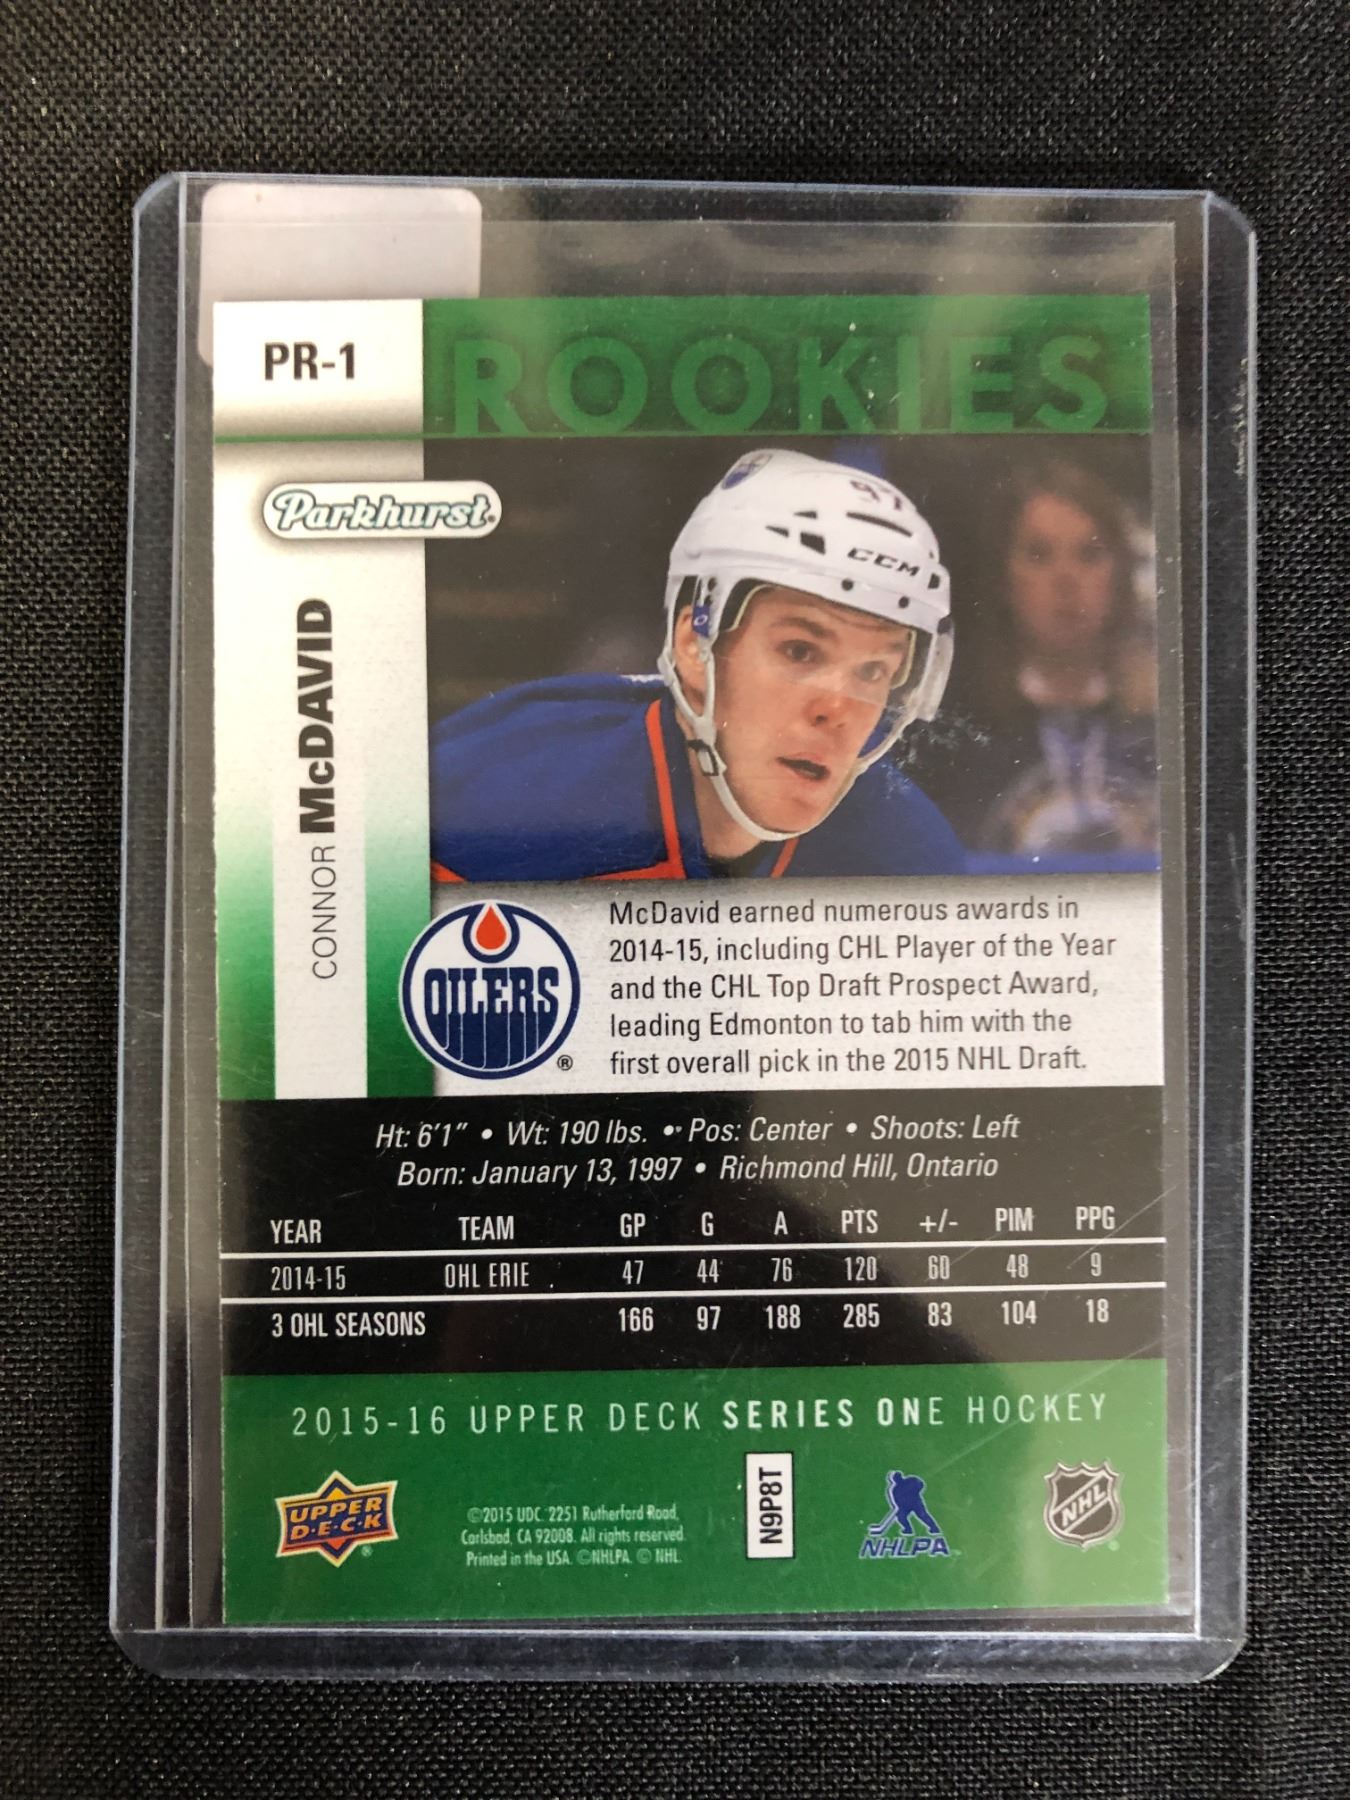 PR-1
ROOKIES
Parkhurst
CONNOR McDAVID
97
CCM
OILERS
®
McDavid earned numerous awards in
2014-15, including CHL Player of the Year
and the CHL Top Draft Prospect Award,
leading Edmonton to tab him with the
first overall pick in the 2015 NHL Draft.
Ht: 6'1" • Wt: 190 lbs. • Pos: Center • Shoots: Left
Born: January 13, 1997 • Richmond Hill, Ontario
YEAR TEAM GP G A PTS +/- PIM PPG
2014-15 OHL ERIE 47 44 76 120 60 48 9
3 OHL SEASONS 166 97 188 285 83 104 18
2015-16 UPPER DECK SERIES ONE HOCKEY
UPPER
D•E•C•K
®
©2015 UDC. 2251 Rutherford Road,
Carlsbad, CA 92008. All rights reserved.
Printed in the USA. ©NHLPA. © NHL.
N9P8T
NHLPA
NHL